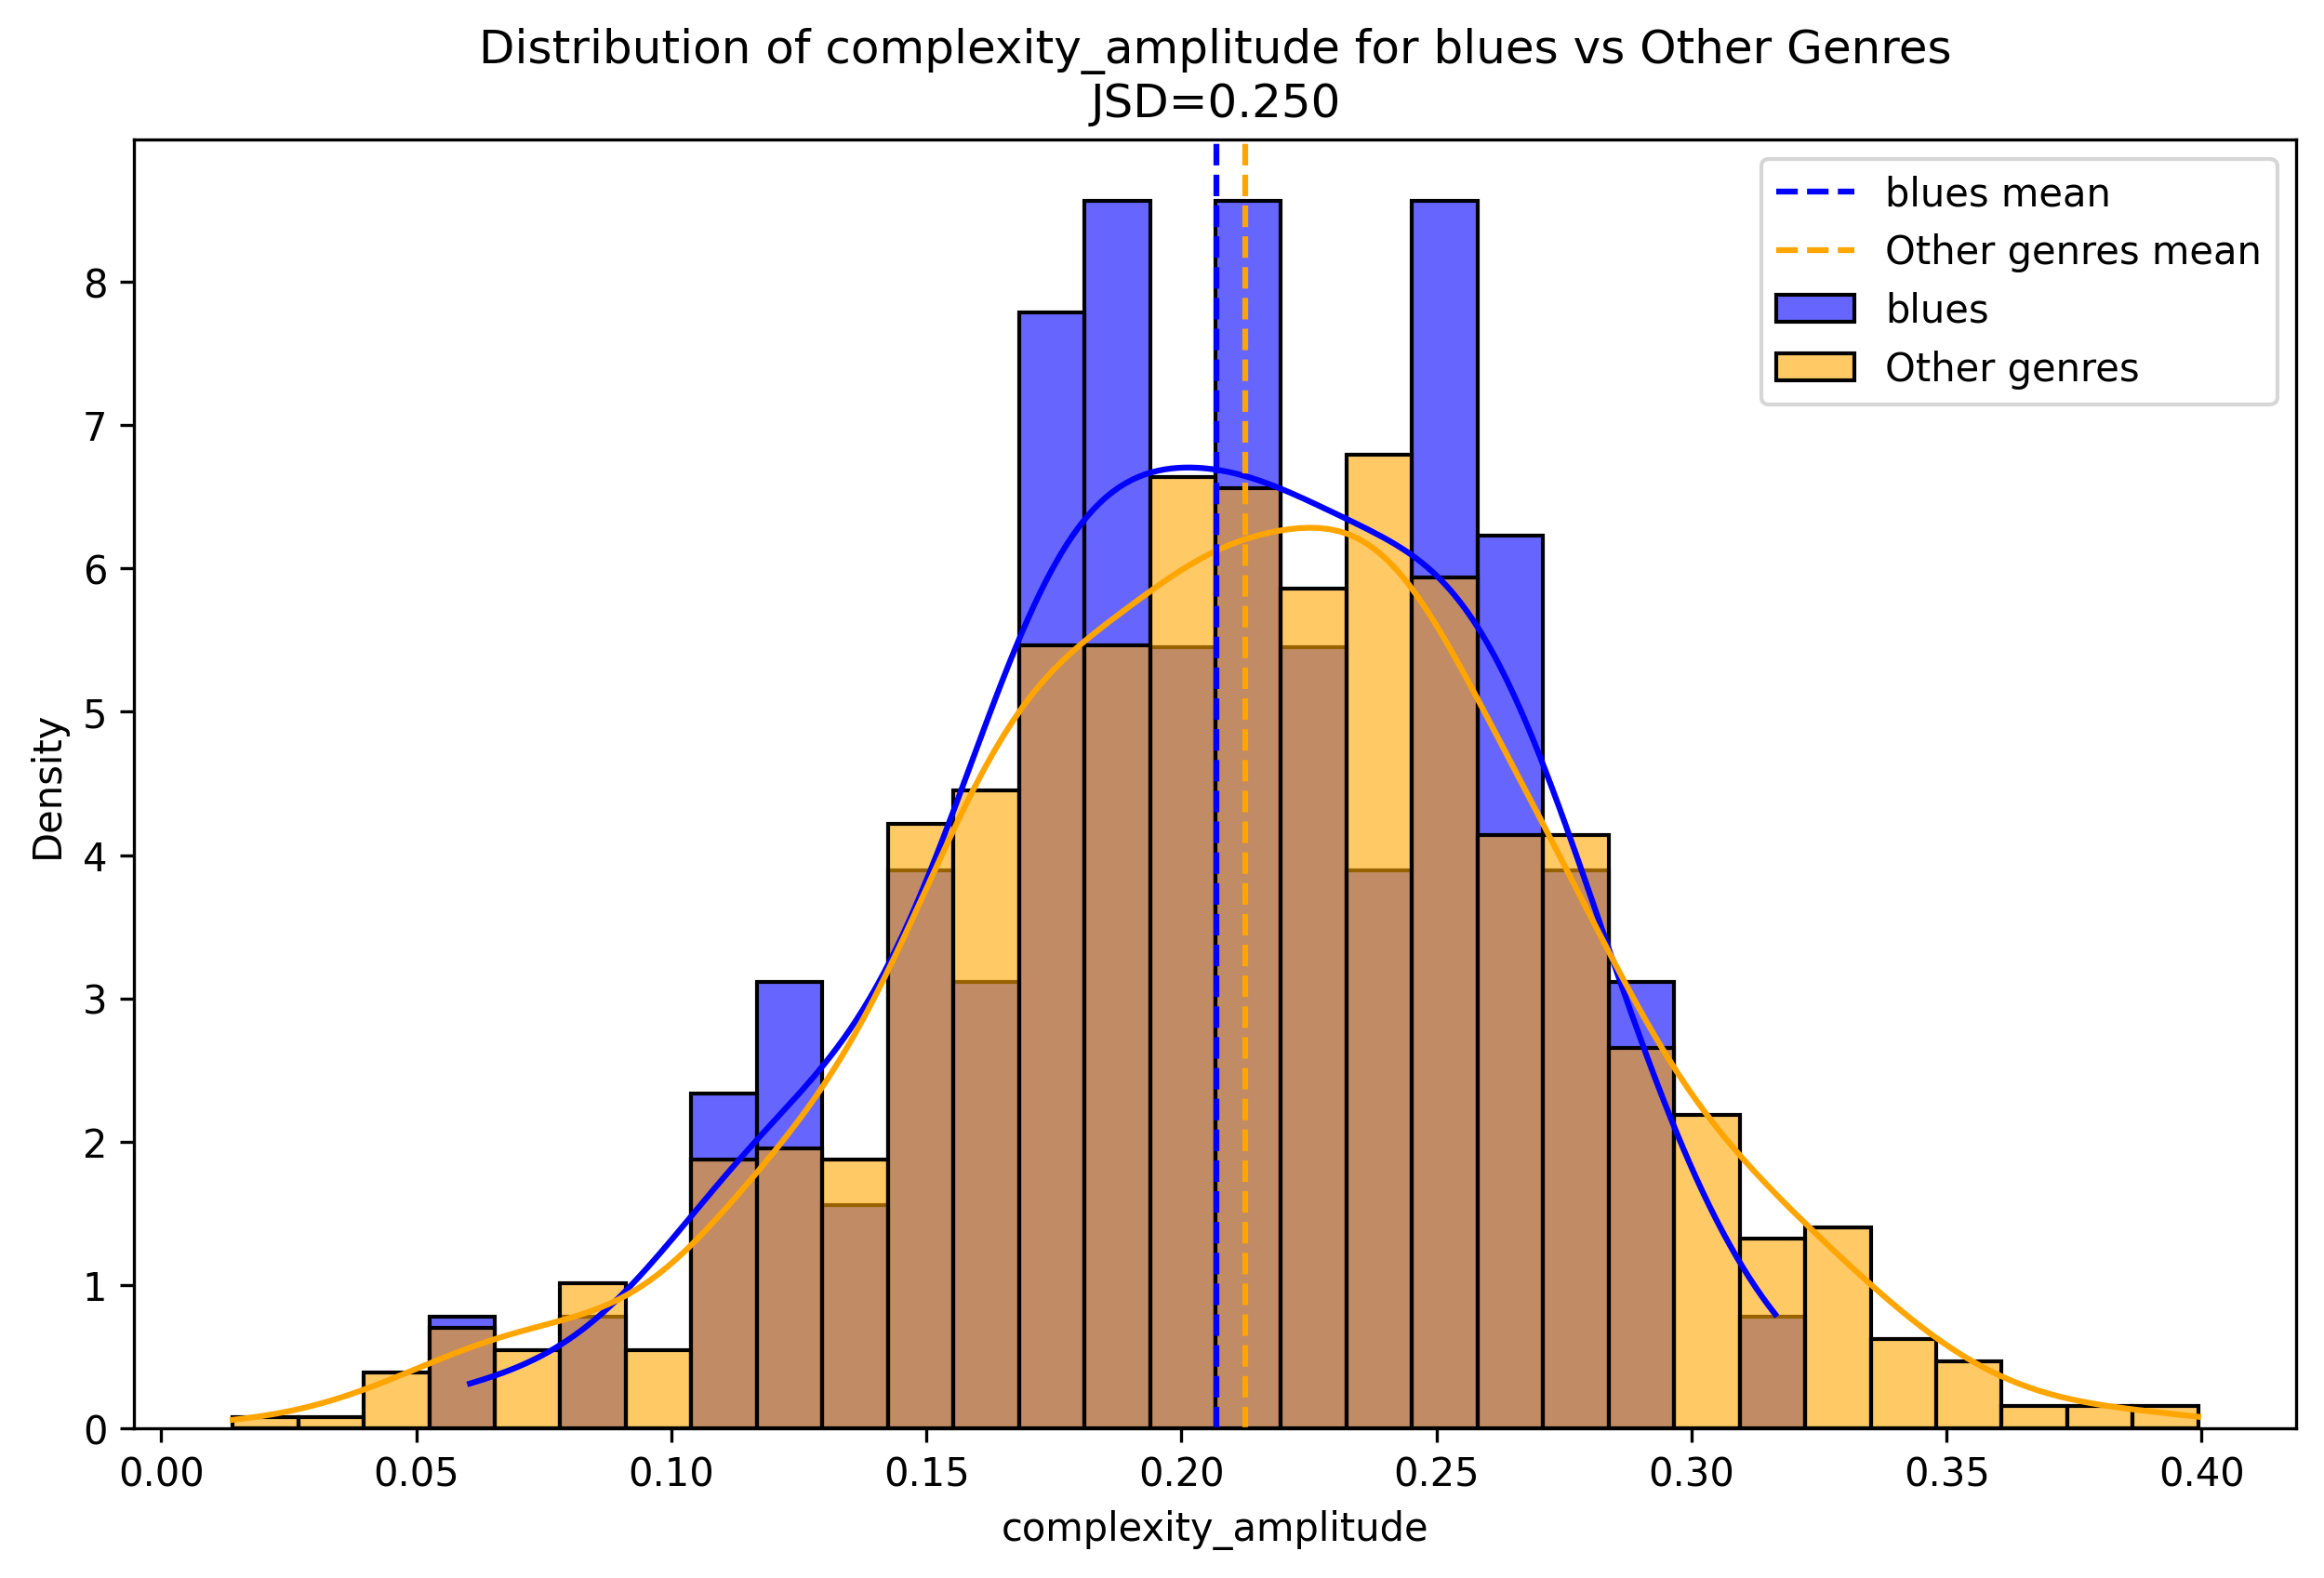 Distribution of complexity_amplitude for blues vs Other Genres
JSD=0.250
blues mean
Other genres mean
blues
Other genres
Density
8
7
6
5
4
3
2
1
0
0.00 0.05 0.10 0.15 0.20 0.25 0.30 0.35 0.40
complexity_amplitude